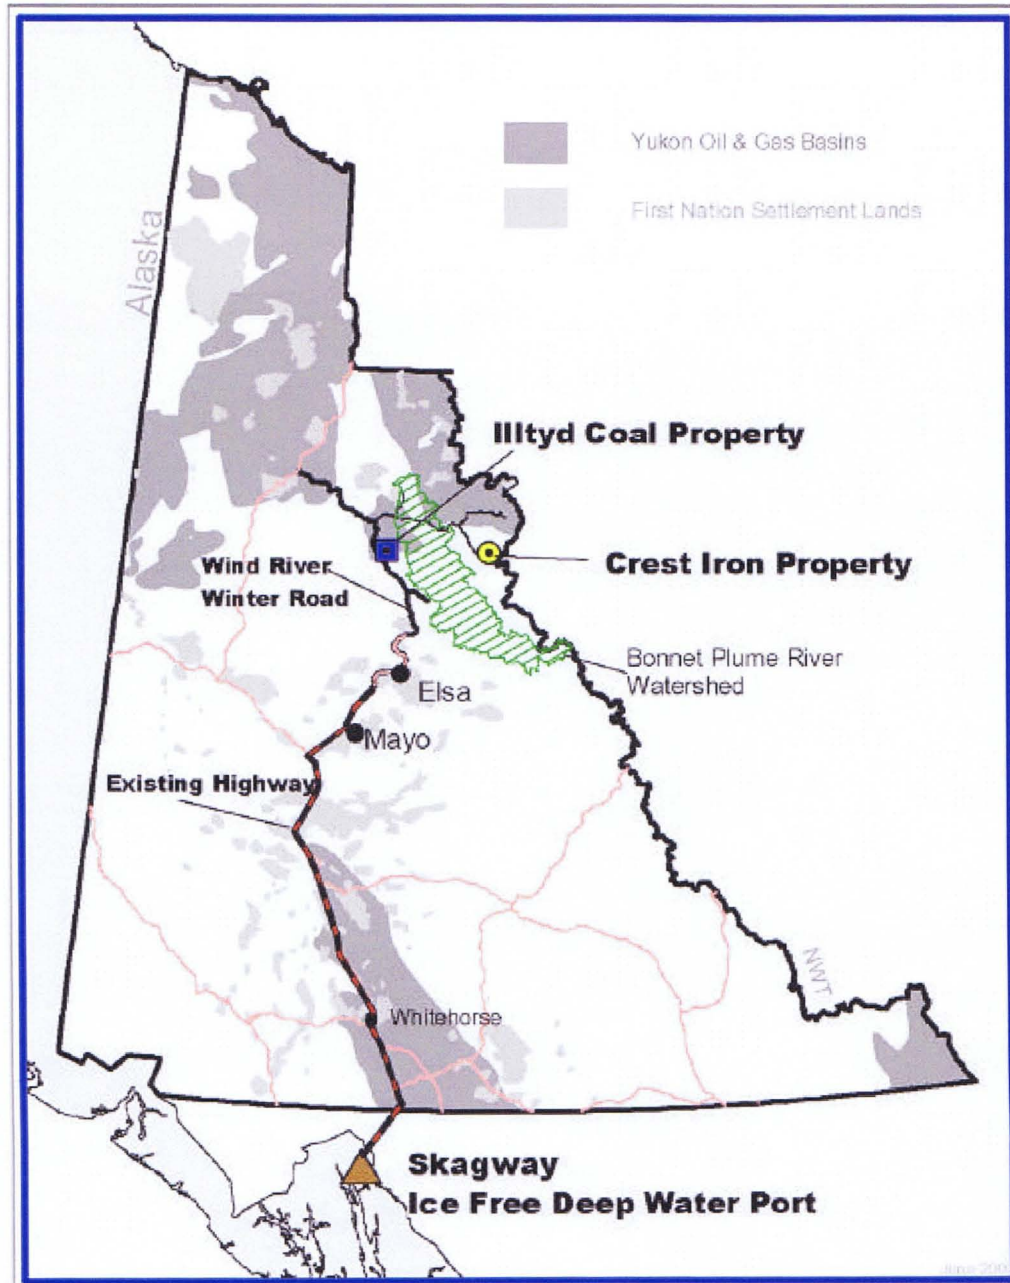 Yukon Oil & Gas Basins
First Nation Settlement Lands
Alaska
Illtyd Coal Property
Wind River
Winter Road
Crest Iron Property
Bonnet Plume River
Watershed
Elsa
Mayo
Existing Highway
NWT
Whitehorse
Skagway
Ice Free Deep Water Port
June